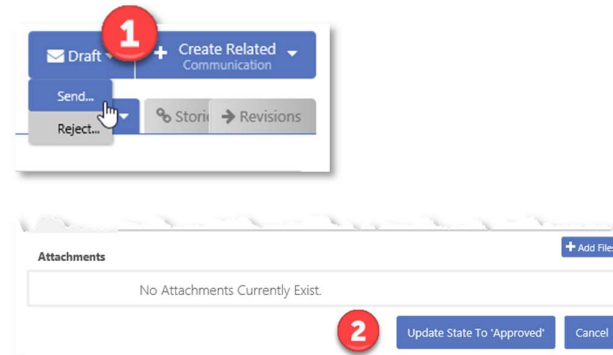 1
Draft
+ Create Related
Communication
Send...
Reject...
Stori
Revisions
Attachments
+ Add Files
No Attachments Currently Exist.
2
Update State To 'Approved'
Cancel